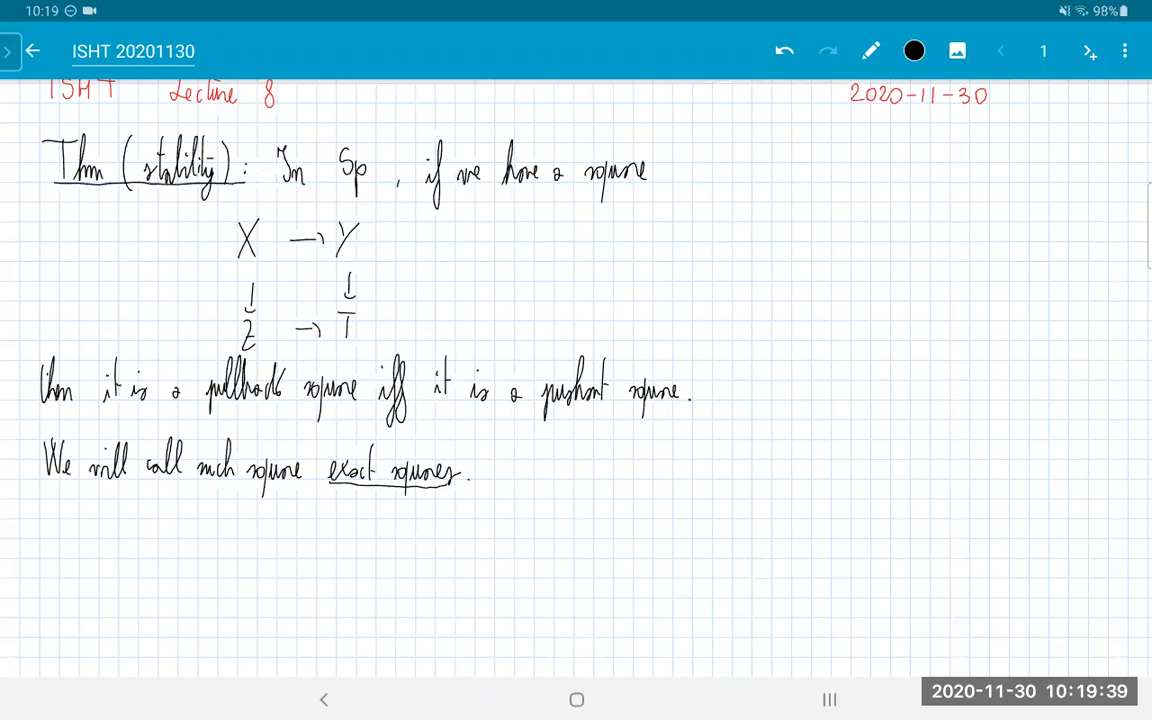 10:19 98%
ISHT 20201130 1
ISHT Lecture 8 2020-11-30
Thm (stability): In Sp, if we have a square
X → Y
↓ ↓
Z → T
then it is a pullback square iff it is a pushout square.
We will call such square exact squares.
2020-11-30 10:19:39